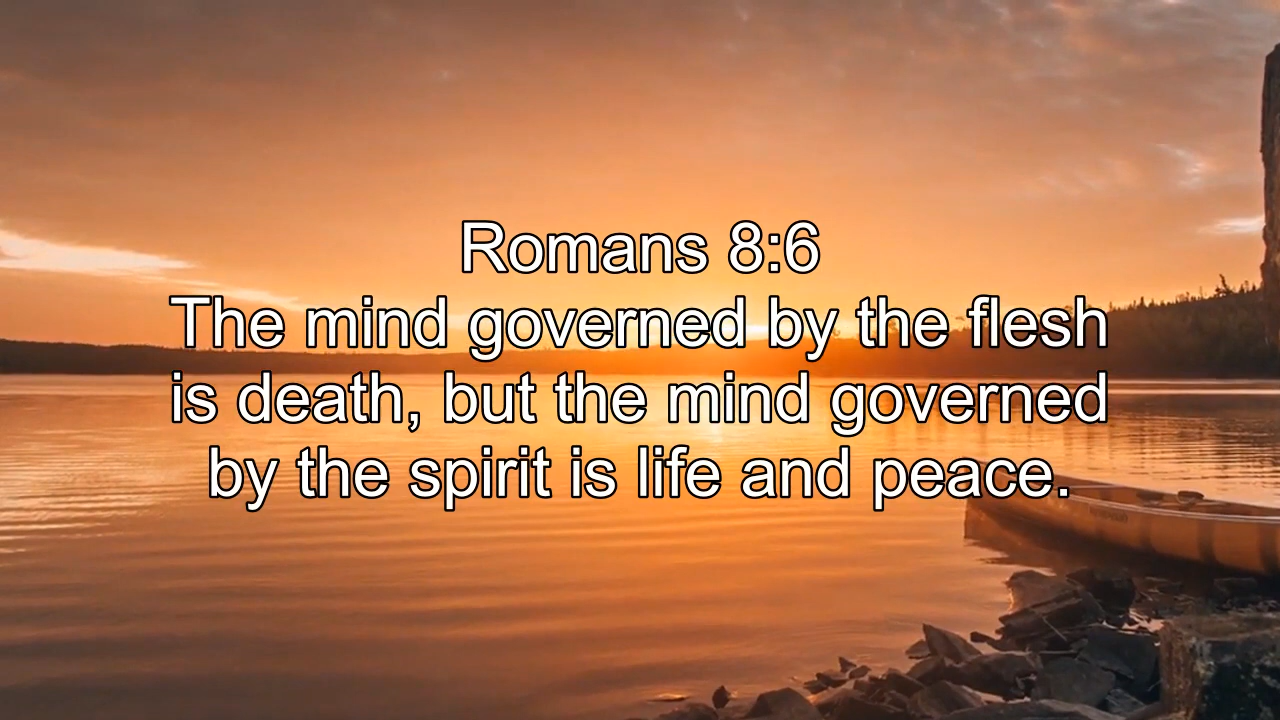 Romans 8:6
The mind governed by the flesh
is death, but the mind governed
by the spirit is life and peace.